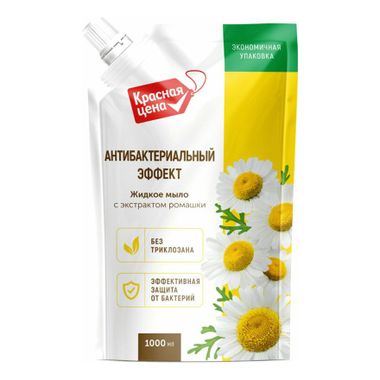 ЭКОНОМИЧНАЯ
УПАКОВКА
Красная
цена
АНТИБАКТЕРИАЛЬНЫЙ
ЭФФЕКТ
Жидкое мыло
с экстрактом ромашки
БЕЗ
ТРИКЛОЗАНА
ЭФФЕКТИВНАЯ
ЗАЩИТА
ОТ БАКТЕРИЙ
1000 мл